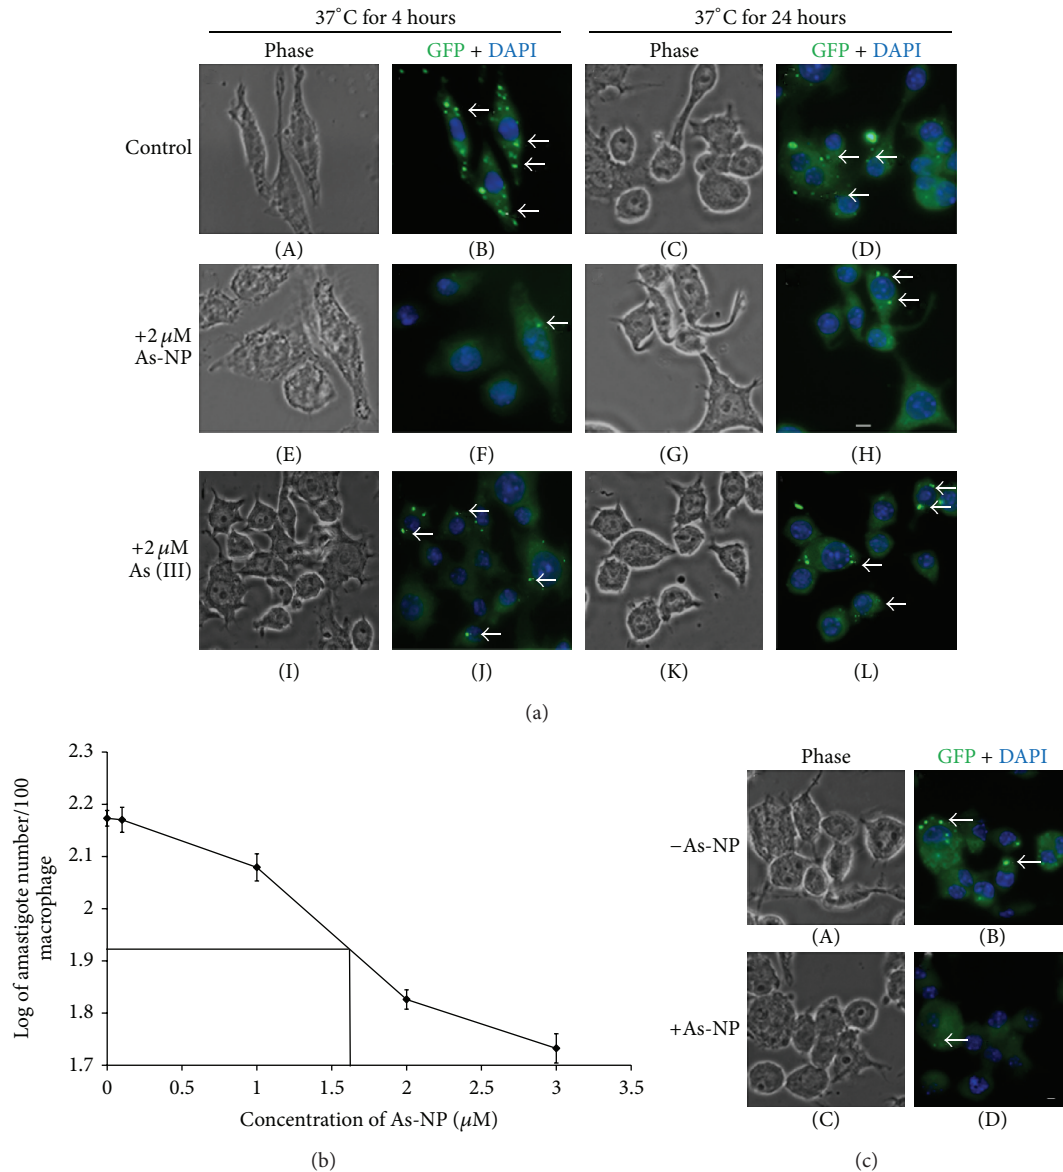 37°C for 4 hours 37°C for 24 hours
Phase GFP + DAPI Phase GFP + DAPI
Control
(A) (B) (C) (D)
+2 μM
As-NP
(E) (F) (G) (H)
+2 μM
As (III)
(I) (J) (K) (L)
(a)
Log of amastigote number/100
macrophage
2.3
2.2
2.1
2
1.9
1.8
1.7
0 0.5 1 1.5 2 2.5 3 3.5
Concentration of As-NP (μM)
(b)
Phase GFP + DAPI
−As-NP
(A) (B)
+As-NP
(C) (D)
(c)